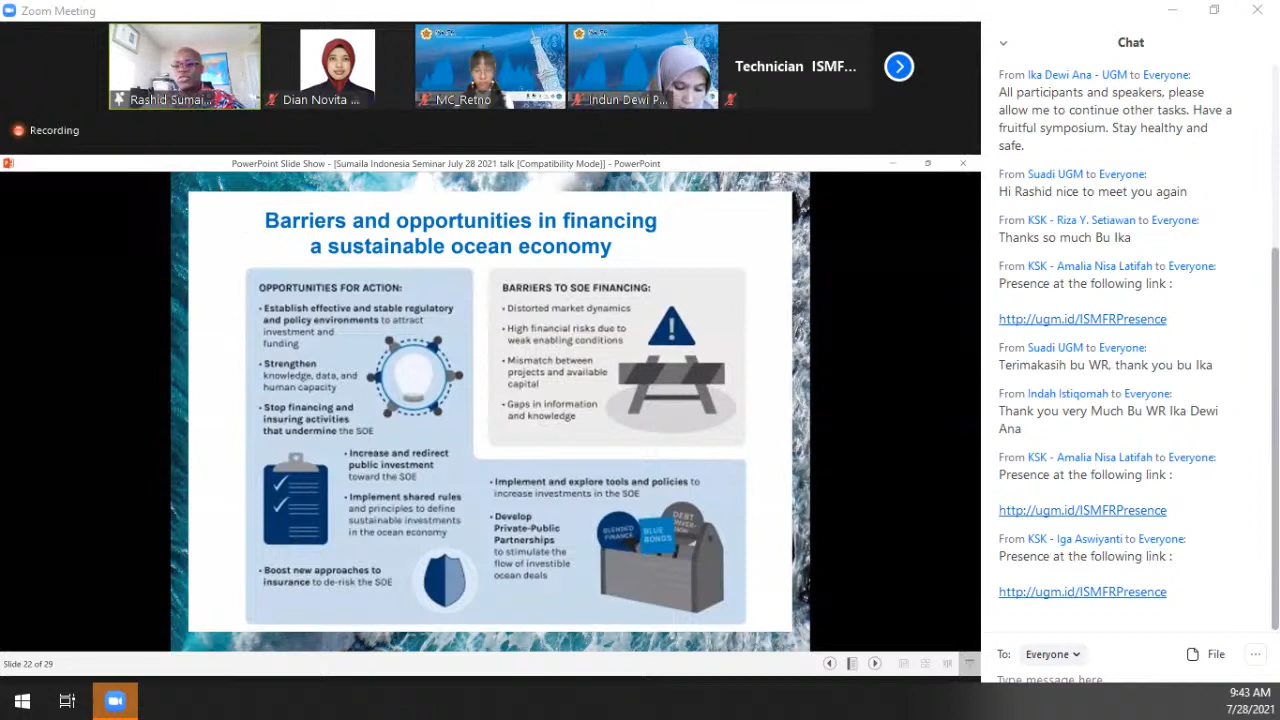 Zoom Meeting
Rashid Sumai...
Dian Novita ...
MC_Retno
Indun Dewi P...
Technician ISMF...
Recording
PowerPoint Slide Show - [Sumaila Indonesia Seminar July 28 2021 talk [Compatibility Mode]] - PowerPoint
Barriers and opportunities in financing
a sustainable ocean economy
OPPORTUNITIES FOR ACTION:
• Establish effective and stable regulatory
and policy environments to attract
investment and
funding
• Strengthen
knowledge, data, and
human capacity
• Stop financing and
insuring activities
that undermine the SOE
• Increase and redirect
public investment
toward the SOE
• Implement shared rules
and principles to define
sustainable investments
in the ocean economy
• Boost new approaches to
insurance to de-risk the SOE
BARRIERS TO SOE FINANCING:
• Distorted market dynamics
• High financial risks due to
weak enabling conditions
• Mismatch between
projects and available
capital
• Gaps in information
and knowledge
• Implement and explore tools and policies to
increase investments in the SOE
• Develop
Private-Public
Partnerships
to stimulate the
flow of investible
ocean deals
BLENDED
FINANCE
BLUE
BONDS
DEBT
Slide 22 of 29
Chat
From Ika Dewi Ana - UGM to Everyone:
All participants and speakers, please
allow me to continue other tasks. Have a
fruitful symposium. Stay healthy and
safe.
From Suadi UGM to Everyone:
Hi Rashid nice to meet you again
From KSK - Riza Y. Setiawan to Everyone:
Thanks so much Bu Ika
From KSK - Amalia Nisa Latifah to Everyone:
Presence at the following link :
http://ugm.id/ISMFRPresence
From Suadi UGM to Everyone:
Terimakasih bu WR, thank you bu Ika
From Indah Istiqomah to Everyone:
Thank you very Much Bu WR Ika Dewi
Ana
From KSK - Amalia Nisa Latifah to Everyone:
Presence at the following link :
http://ugm.id/ISMFRPresence
From KSK - Iga Aswiyanti to Everyone:
Presence at the following link :
http://ugm.id/ISMFRPresence
To: Everyone
File
Type message here
9:43 AM
7/28/2021